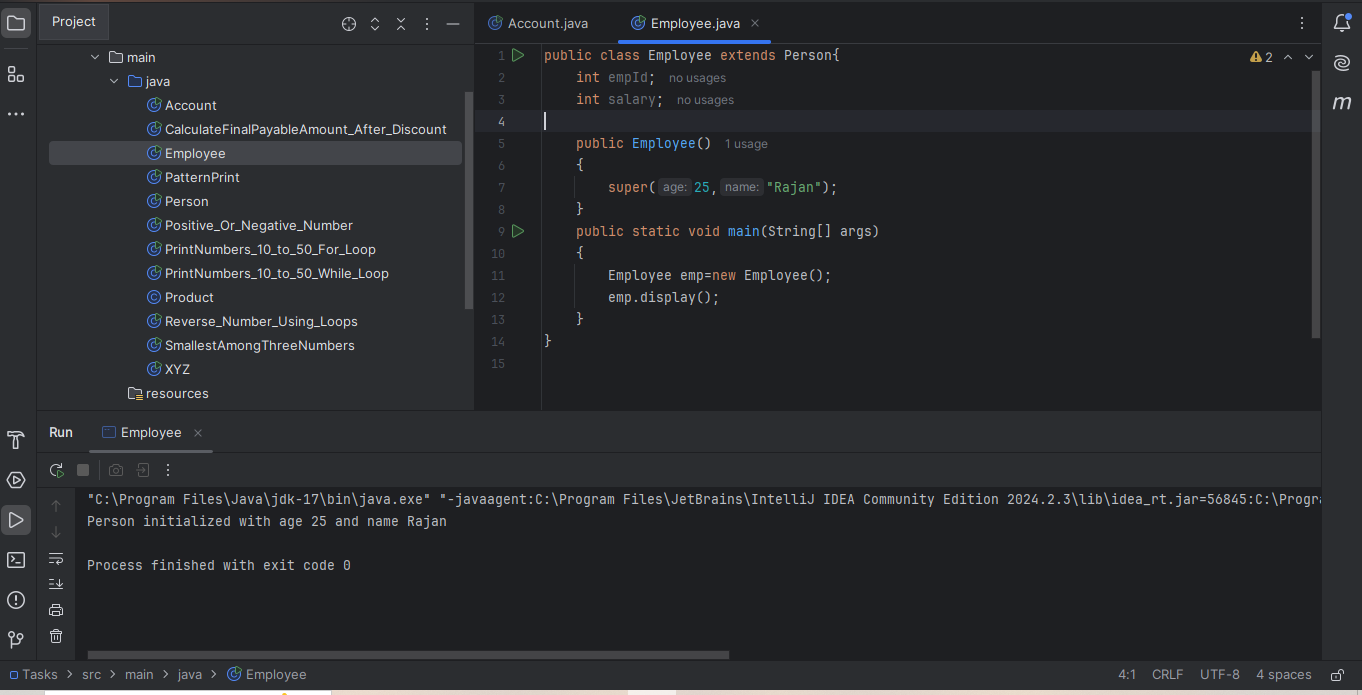 Project
main
java
Account
CalculateFinalPayableAmount_After_Discount
Employee
PatternPrint
Person
Positive_Or_Negative_Number
PrintNumbers_10_to_50_For_Loop
PrintNumbers_10_to_50_While_Loop
Product
Reverse_Number_Using_Loops
SmallestAmongThreeNumbers
XYZ
resources
Account.java
Employee.java
2
m
1 public class Employee extends Person{
2 int empId; no usages
3 int salary; no usages
4
5 public Employee() 1 usage
6 {
7 super( age: 25, name: "Rajan");
8 }
9 public static void main(String[] args)
10 {
11 Employee emp=new Employee();
12 emp.display();
13 }
14 }
15
Run Employee
"C:\Program Files\Java\jdk-17\bin\java.exe" "-javaagent:C:\Program Files\JetBrains\IntelliJ IDEA Community Edition 2024.2.3\lib\idea_rt.jar=56845:C:\Progra
Person initialized with age 25 and name Rajan
Process finished with exit code 0
Tasks > src > main > java > Employee
4:1 CRLF UTF-8 4 spaces